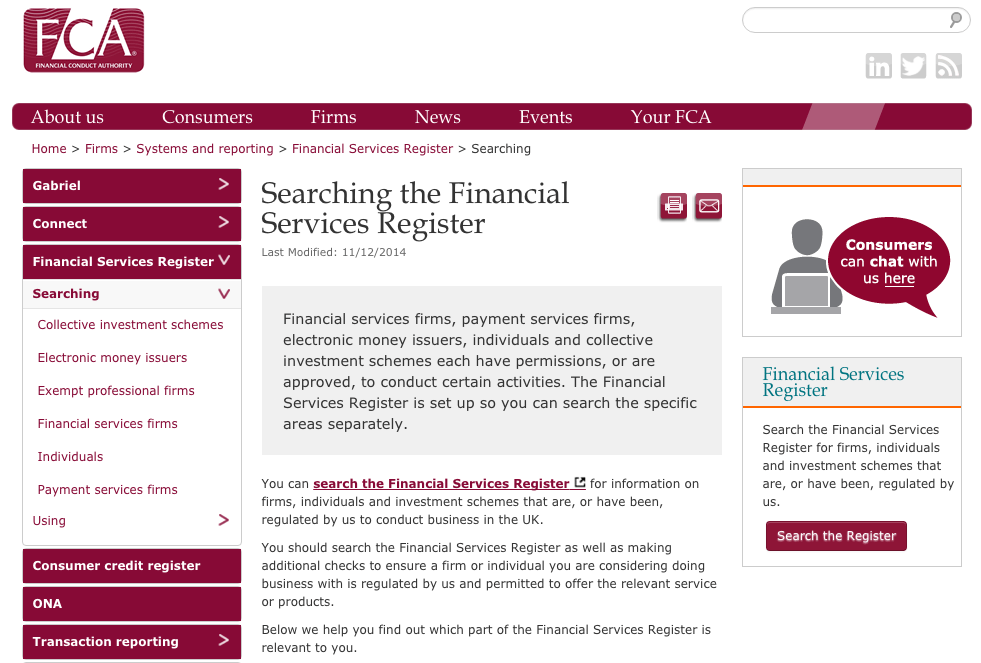 FCA®
FINANCIAL CONDUCT AUTHORITY
in
About us Consumers Firms News Events Your FCA
Home > Firms > Systems and reporting > Financial Services Register > Searching
Gabriel
Connect
Financial Services Register
Searching
Collective investment schemes
Electronic money issuers
Exempt professional firms
Financial services firms
Individuals
Payment services firms
Using
Consumer credit register
ONA
Transaction reporting
Searching the Financial
Services Register
Last Modified: 11/12/2014
Financial services firms, payment services firms,
electronic money issuers, individuals and collective
investment schemes each have permissions, or are
approved, to conduct certain activities. The Financial
Services Register is set up so you can search the specific
areas separately.
You can search the Financial Services Register for information on
firms, individuals and investment schemes that are, or have been,
regulated by us to conduct business in the UK.
You should search the Financial Services Register as well as making
additional checks to ensure a firm or individual you are considering doing
business with is regulated by us and permitted to offer the relevant service
or products.
Below we help you find out which part of the Financial Services Register is
relevant to you.
Consumers
can chat with
us here
Financial Services
Register
Search the Financial Services
Register for firms, individuals
and investment schemes that
are, or have been, regulated by
us.
Search the Register